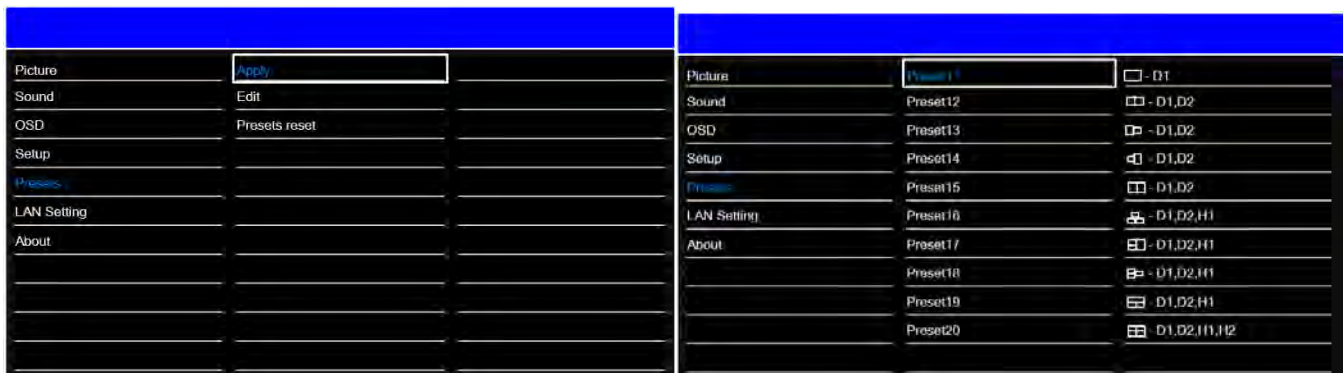 Picture Apply
Sound Edit
OSD Presets reset
Setup
Presets
LAN Setting
About
Picture Preset11 - D1
Sound Preset12 - D1,D2
OSD Preset13 - D1,D2
Setup Preset14 - D1,D2
Presets Preset15 - D1,D2
LAN Setting Preset16 - D1,D2,H1
About Preset17 - D1,D2,H1
Preset18 - D1,D2,H1
Preset19 - D1,D2,H1
Preset20 - D1,D2,H1,H2